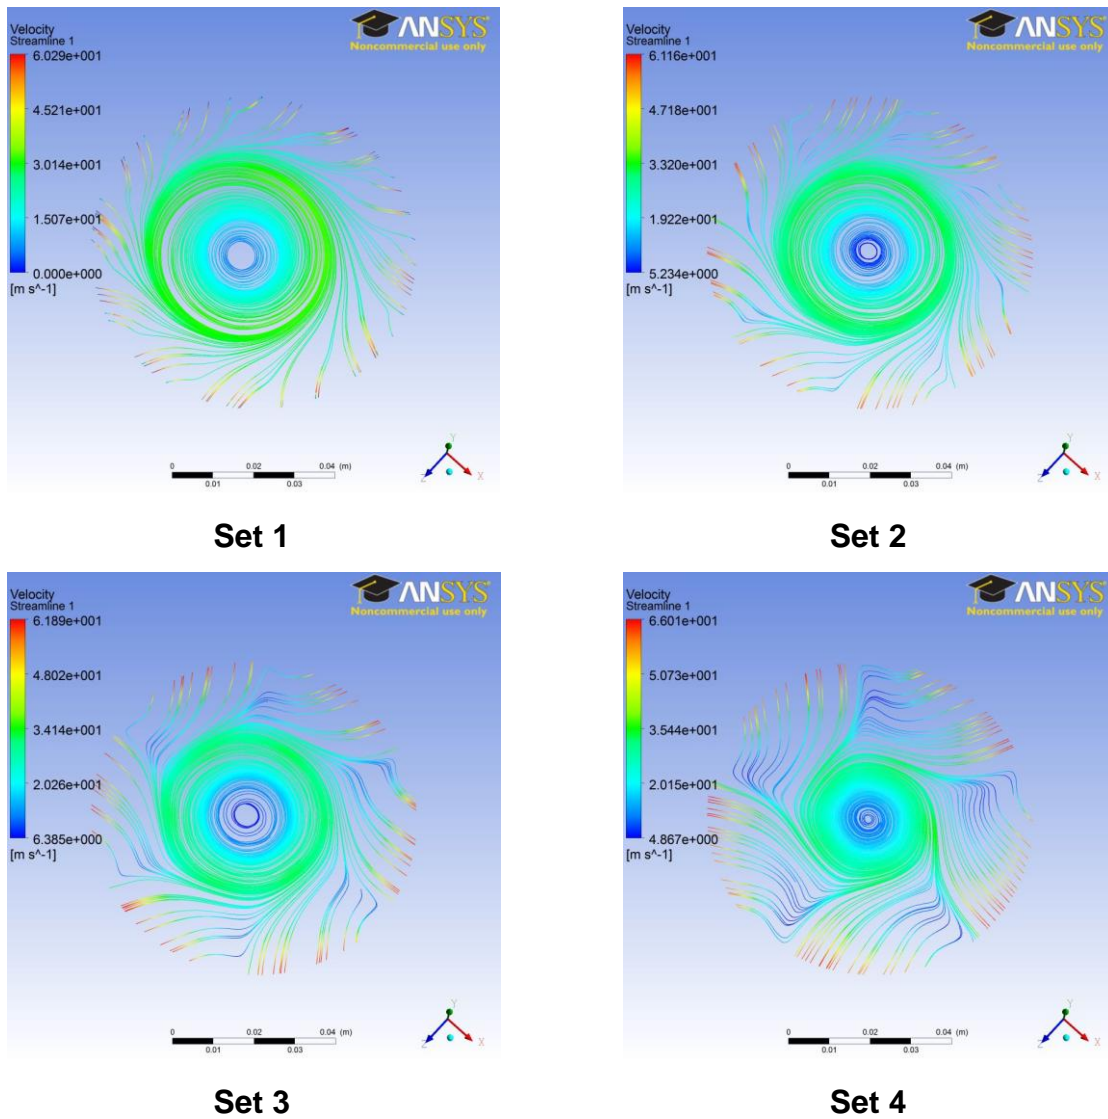 Velocity
Streamline 1
6.029e+001
4.521e+001
3.014e+001
1.507e+001
0.000e+000
[m s^-1]
ANSYS
Noncommercial use only
0 0.02 0.04 (m)
0.01 0.03
Y
Z X
Set 1
Velocity
Streamline 1
6.116e+001
4.718e+001
3.320e+001
1.922e+001
5.234e+000
[m s^-1]
ANSYS
Noncommercial use only
0 0.02 0.04 (m)
0.01 0.03
Y
Z X
Set 2
Velocity
Streamline 1
6.189e+001
4.802e+001
3.414e+001
2.026e+001
6.385e+000
[m s^-1]
ANSYS
Noncommercial use only
0 0.02 0.04 (m)
0.01 0.03
Y
Z X
Set 3
Velocity
Streamline 1
6.601e+001
5.073e+001
3.544e+001
2.015e+001
4.867e+000
[m s^-1]
ANSYS
Noncommercial use only
0 0.02 0.04 (m)
0.01 0.03
Y
Z X
Set 4